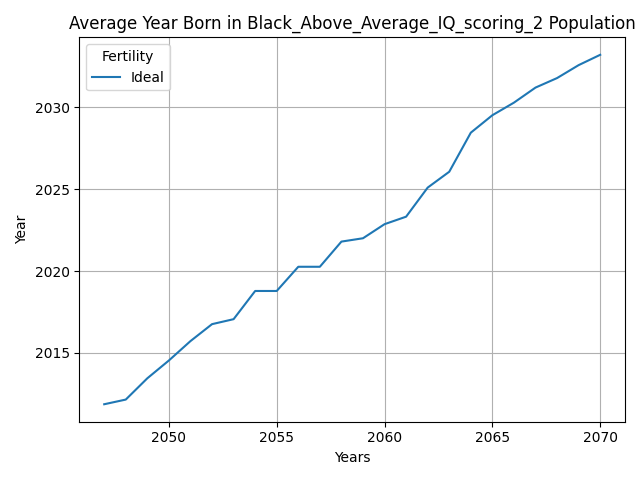 Average Year Born in Black_Above_Average_IQ_scoring_2 Population
Fertility
Ideal
2030
2025
2020
2015
Year
2050 2055 2060 2065 2070
Years